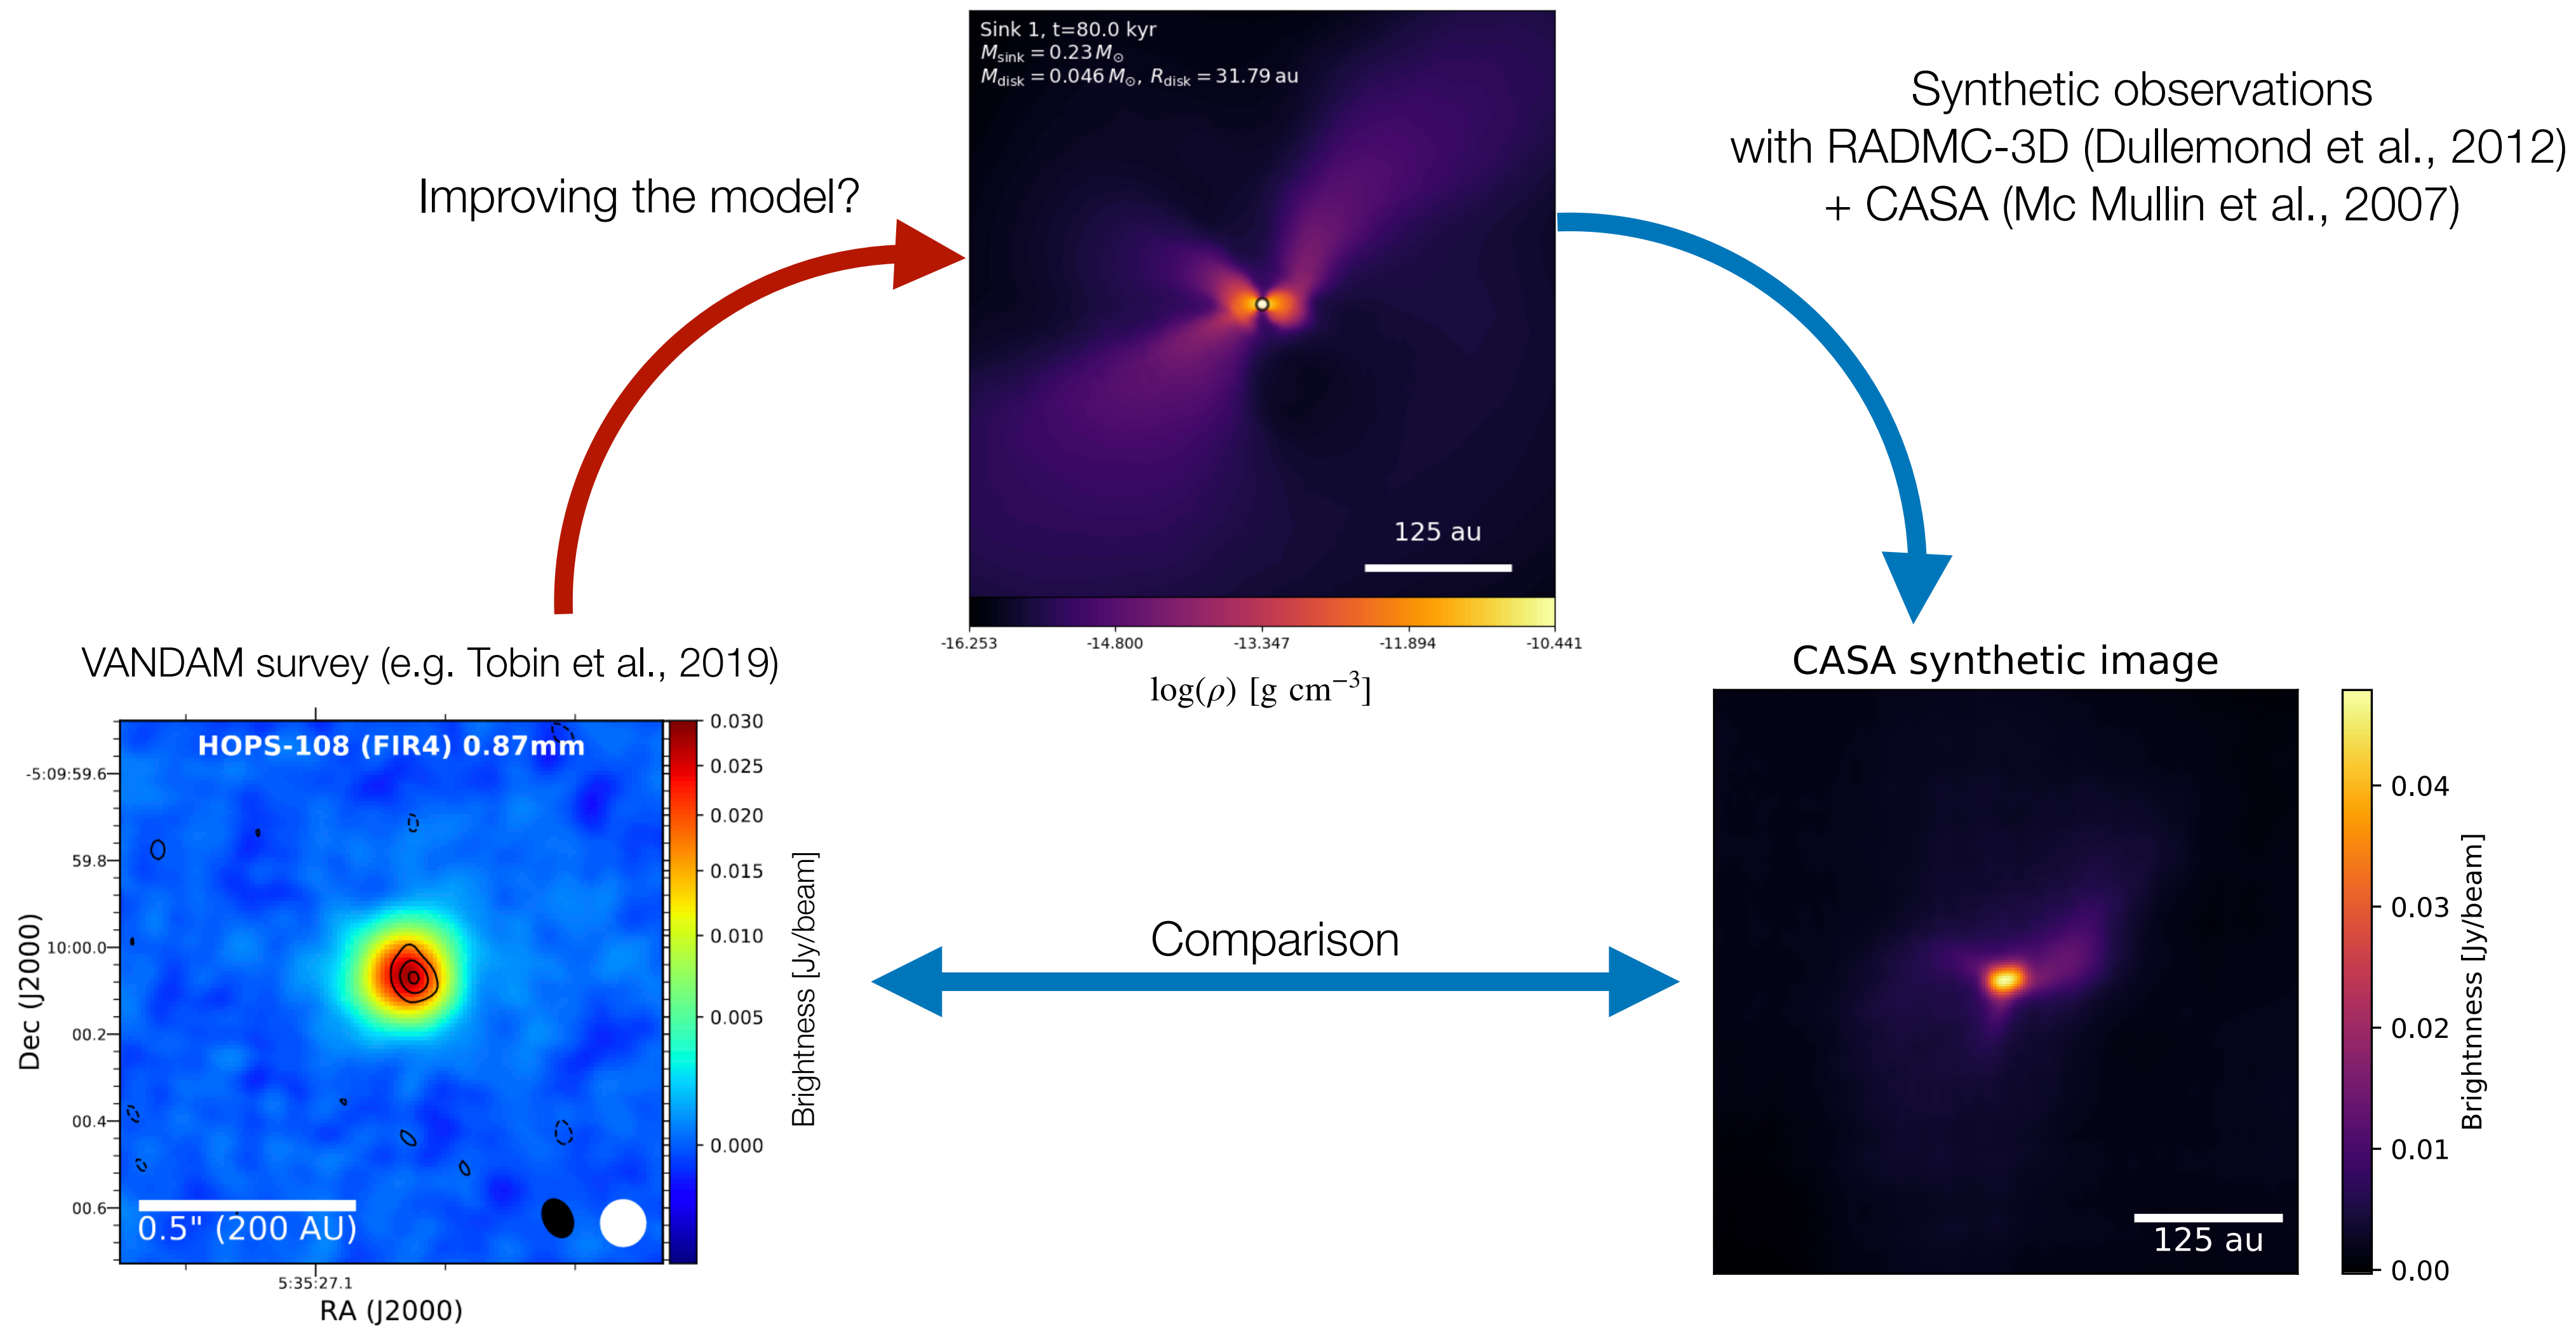 Sink 1, t=80.0 kyr
M_sink = 0.23 M_⊙
M_disk = 0.046 M_⊙, R_disk = 31.79 au
125 au
-16.253 -14.800 -13.347 -11.894 -10.441
log(ρ) [g cm⁻³]
Improving the model?
Synthetic observations
with RADMC-3D (Dullemond et al., 2012)
+ CASA (Mc Mullin et al., 2007)
VANDAM survey (e.g. Tobin et al., 2019)
HOPS-108 (FIR4) 0.87mm
-5:09:59.6
59.8
10:00.0
00.2
00.4
00.6
Dec (J2000)
0.5" (200 AU)
5:35:27.1
RA (J2000)
0.030
0.025
0.020
0.015
0.010
0.005
0.000
Brightness [Jy/beam]
Comparison
CASA synthetic image
125 au
0.04
0.03
0.02
0.01
0.00
Brightness [Jy/beam]